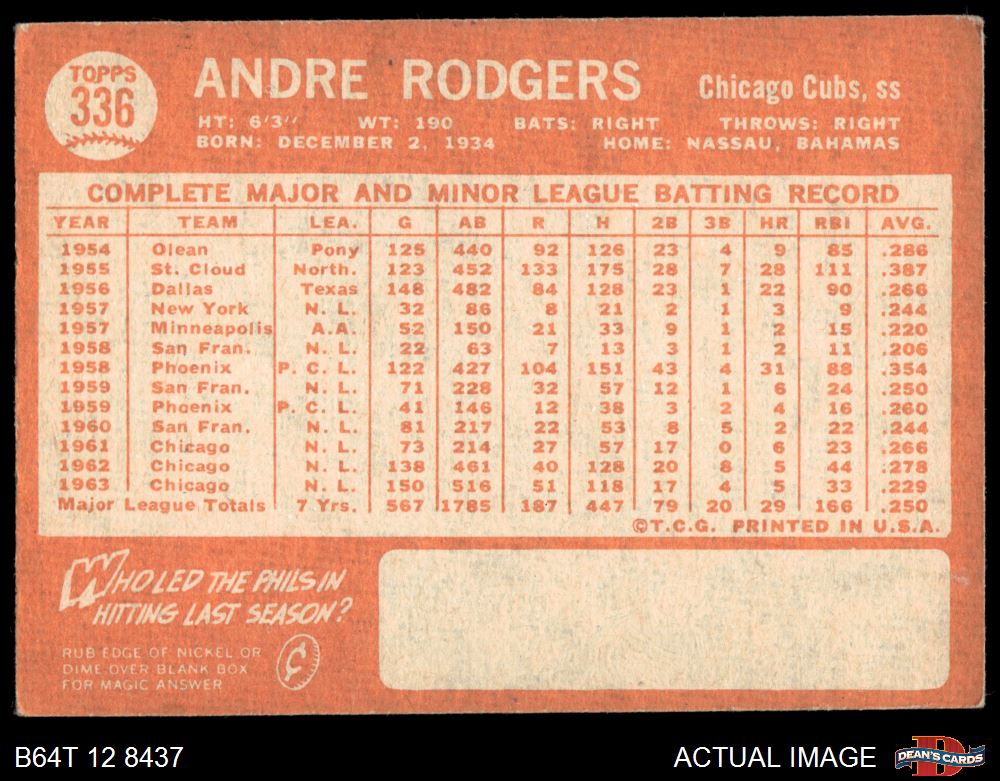 TOPPS
336
ANDRE RODGERS
Chicago Cubs, ss
HT: 6'3" WT: 190 BATS: RIGHT THROWS: RIGHT
BORN: DECEMBER 2, 1934 HOME: NASSAU, BAHAMAS
COMPLETE MAJOR AND MINOR LEAGUE BATTING RECORD
YEAR TEAM LEA. G AB R H 2B 3B HR RBI AVG.
1954 Olean Pony 125 440 92 126 23 4 9 85 .286
1955 St. Cloud North. 123 452 133 175 28 7 28 111 .387
1956 Dallas Texas 148 482 84 128 23 1 22 90 .266
1957 New York N. L. 32 86 8 21 2 1 3 9 .244
1957 Minneapolis A.A. 52 150 21 33 9 1 2 15 .220
1958 San Fran. N. L. 22 63 7 13 3 1 2 11 .206
1958 Phoenix P. C. L. 122 427 104 151 43 4 31 88 .354
1959 San Fran. N. L. 71 228 32 57 12 1 6 24 .250
1959 Phoenix P. C. L. 41 146 12 38 3 2 4 16 .260
1960 San Fran. N. L. 81 217 22 53 8 5 2 22 .244
1961 Chicago N. L. 73 214 27 57 17 0 6 23 .266
1962 Chicago N. L. 138 461 40 128 20 8 5 44 .278
1963 Chicago N. L. 150 516 51 118 17 4 5 33 .229
Major League Totals 7 Yrs. 567 1785 187 447 79 20 29 166 .250
©T.C.G. PRINTED IN U.S.A.
WHO LED THE PHILS IN
HITTING LAST SEASON?
RUB EDGE OF NICKEL OR
DIME OVER BLANK BOX
FOR MAGIC ANSWER
¢
B64T 12 8437
ACTUAL IMAGE
D
DEAN'S CARDS